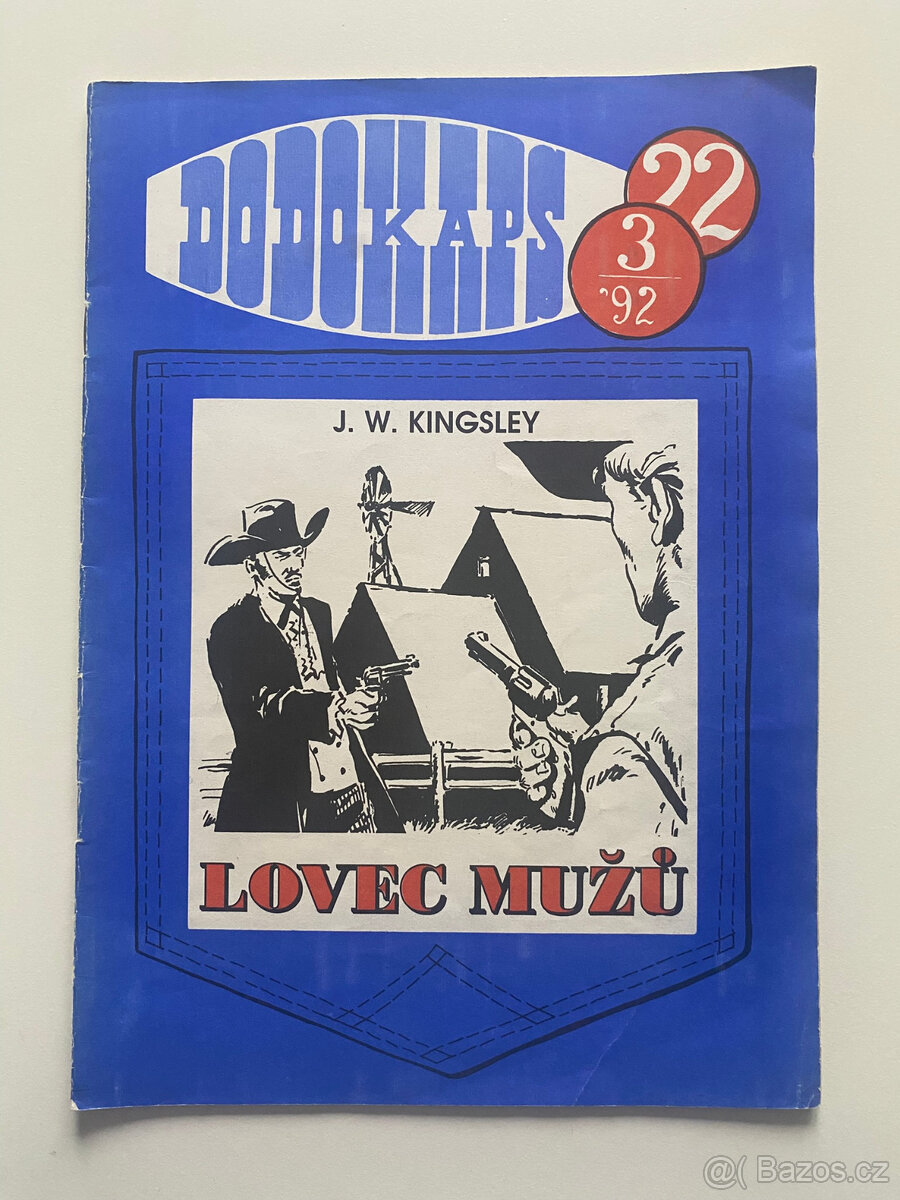 DODOKAPS
22
3
'92
J. W. KINGSLEY
LOVEC MUŽŮ
@( Bazos.cz